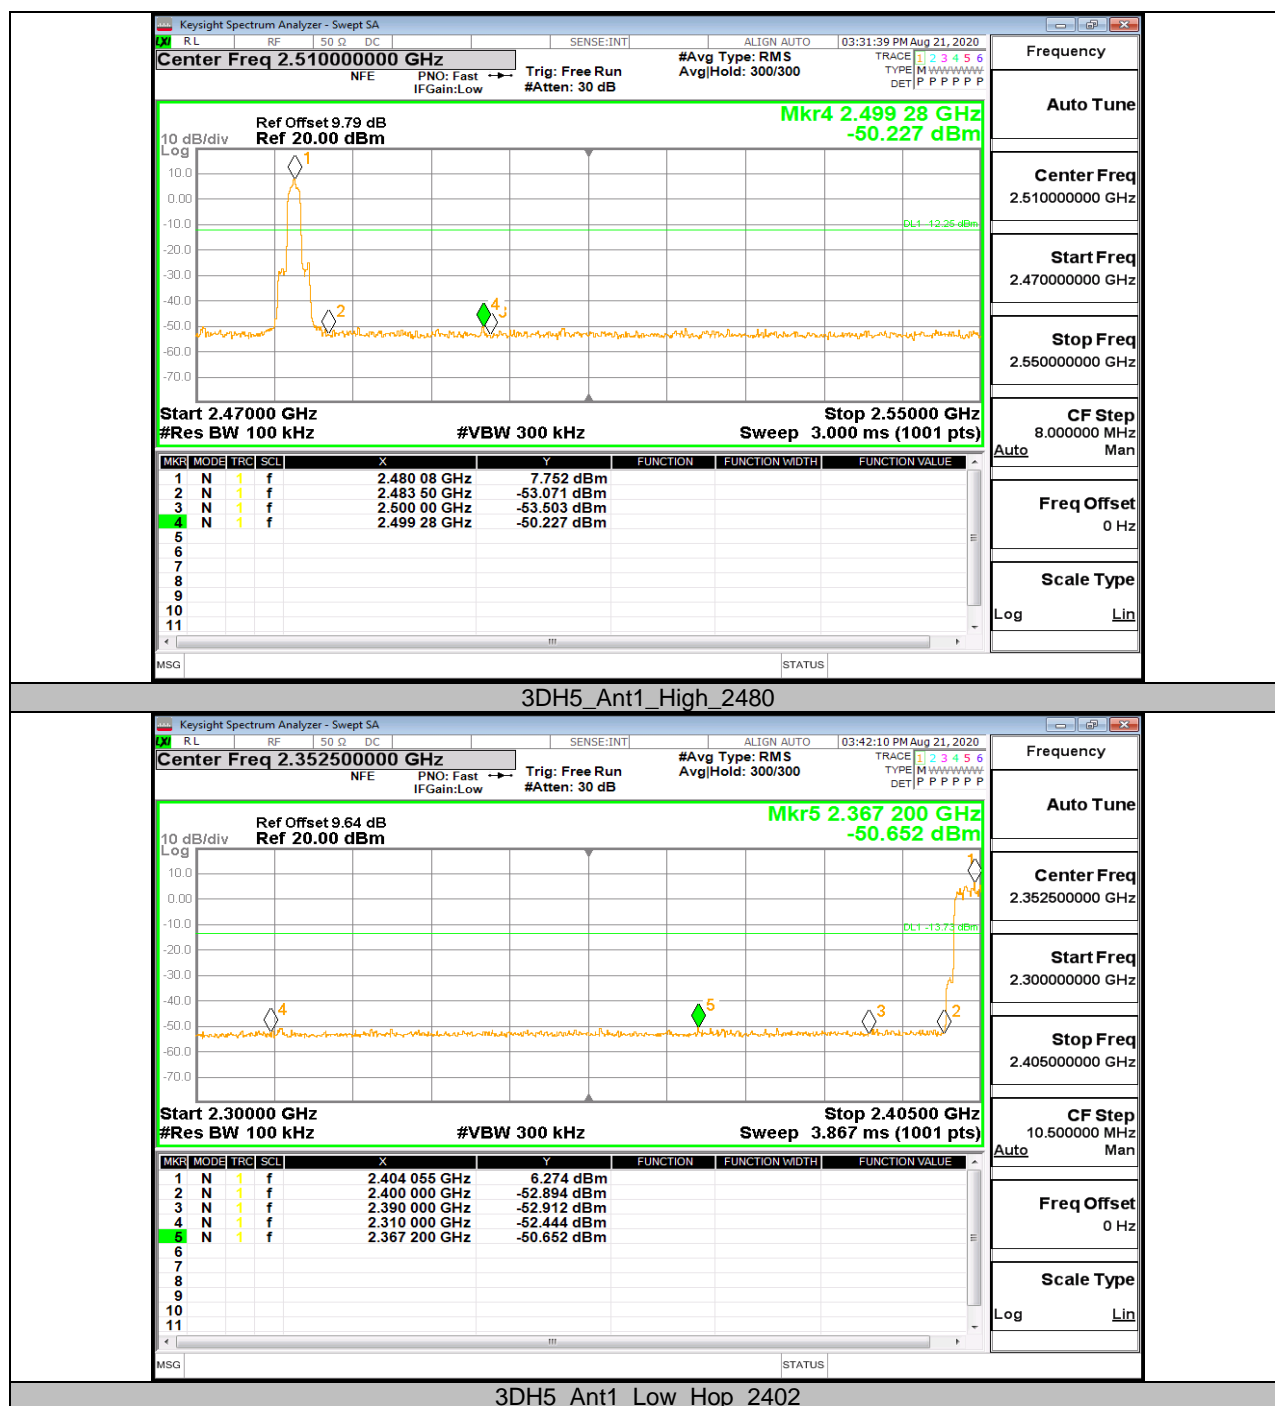 Keysight Spectrum Analyzer - Swept SA
LXI RL RF 50 Ω DC SENSE:INT ALIGN AUTO 03:31:39 PM Aug 21, 2020
Center Freq 2.510000000 GHz
NFE PNO: Fast Trig: Free Run #Avg Type: RMS TRACE 1 2 3 4 5 6
IFGain:Low #Atten: 30 dB Avg|Hold: 300/300 TYPE M WWWWW
DET P P P P P P
Mkr4 2.499 28 GHz
-50.227 dBm
Ref Offset 9.79 dB
10 dB/div Ref 20.00 dBm
Log
1
10.0
0.00
-10.0
DL1 -12.25 dBm
-20.0
-30.0
-40.0
2
4
3
-50.0
-60.0
-70.0
Start 2.47000 GHz Stop 2.55000 GHz
#Res BW 100 kHz #VBW 300 kHz Sweep 3.000 ms (1001 pts)
MKR MODE TRC SCL X Y FUNCTION FUNCTION WIDTH FUNCTION VALUE
1 N 1 f 2.480 08 GHz 7.752 dBm
2 N 1 f 2.483 50 GHz -53.071 dBm
3 N 1 f 2.500 00 GHz -53.503 dBm
4 N 1 f 2.499 28 GHz -50.227 dBm
5
6
7
8
9
10
11
MSG STATUS
Frequency
Auto Tune
Center Freq
2.510000000 GHz
Start Freq
2.470000000 GHz
Stop Freq
2.550000000 GHz
CF Step
8.000000 MHz
Auto Man
Freq Offset
0 Hz
Scale Type
Log Lin
3DH5_Ant1_High_2480
Keysight Spectrum Analyzer - Swept SA
LXI RL RF 50 Ω DC SENSE:INT ALIGN AUTO 03:42:10 PM Aug 21, 2020
Center Freq 2.352500000 GHz
NFE PNO: Fast Trig: Free Run #Avg Type: RMS TRACE 1 2 3 4 5 6
IFGain:Low #Atten: 30 dB Avg|Hold: 300/300 TYPE M WWWWW
DET P P P P P P
Mkr5 2.367 200 GHz
-50.652 dBm
Ref Offset 9.64 dB
10 dB/div Ref 20.00 dBm
Log
1
10.0
0.00
-10.0
DL1 -13.73 dBm
-20.0
-30.0
-40.0
4
5
3
2
-50.0
-60.0
-70.0
Start 2.30000 GHz Stop 2.40500 GHz
#Res BW 100 kHz #VBW 300 kHz Sweep 3.867 ms (1001 pts)
MKR MODE TRC SCL X Y FUNCTION FUNCTION WIDTH FUNCTION VALUE
1 N 1 f 2.404 055 GHz 6.274 dBm
2 N 1 f 2.400 000 GHz -52.894 dBm
3 N 1 f 2.390 000 GHz -52.912 dBm
4 N 1 f 2.310 000 GHz -52.444 dBm
5 N 1 f 2.367 200 GHz -50.652 dBm
6
7
8
9
10
11
MSG STATUS
Frequency
Auto Tune
Center Freq
2.352500000 GHz
Start Freq
2.300000000 GHz
Stop Freq
2.405000000 GHz
CF Step
10.500000 MHz
Auto Man
Freq Offset
0 Hz
Scale Type
Log Lin
3DH5_Ant1_Low_Hop_2402